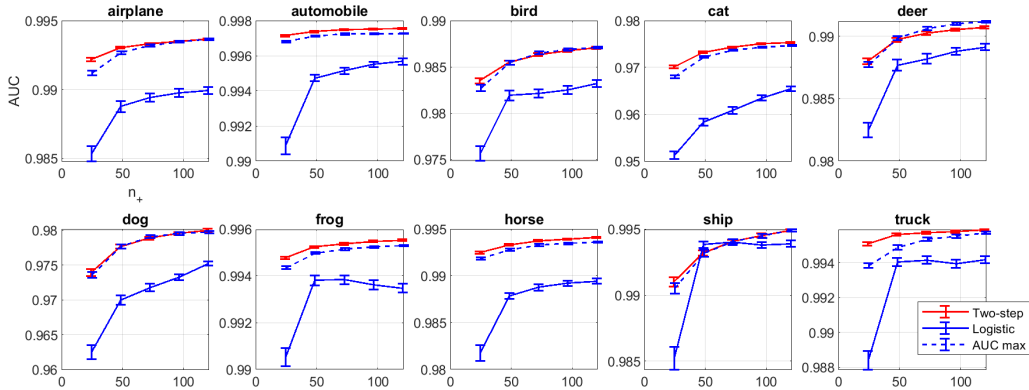 airplane
automobile
bird
cat
deer
0.995
0.99
0.985
0.998
0.996
0.994
0.992
0.99
0.99
0.985
0.98
0.975
0.98
0.97
0.96
0.95
0.99
0.985
0.98
AUC
0 50 100
0 50 100
0 50 100
0 50 100
0 50 100
n+
dog
frog
horse
ship
truck
0.98
0.975
0.97
0.965
0.96
0.996
0.994
0.992
0.99
0.995
0.99
0.985
0.98
0.995
0.99
0.985
0.994
0.992
0.99
0.988
0 50 100
0 50 100
0 50 100
0 50 100
0 50 100
Two-step
Logistic
AUC max